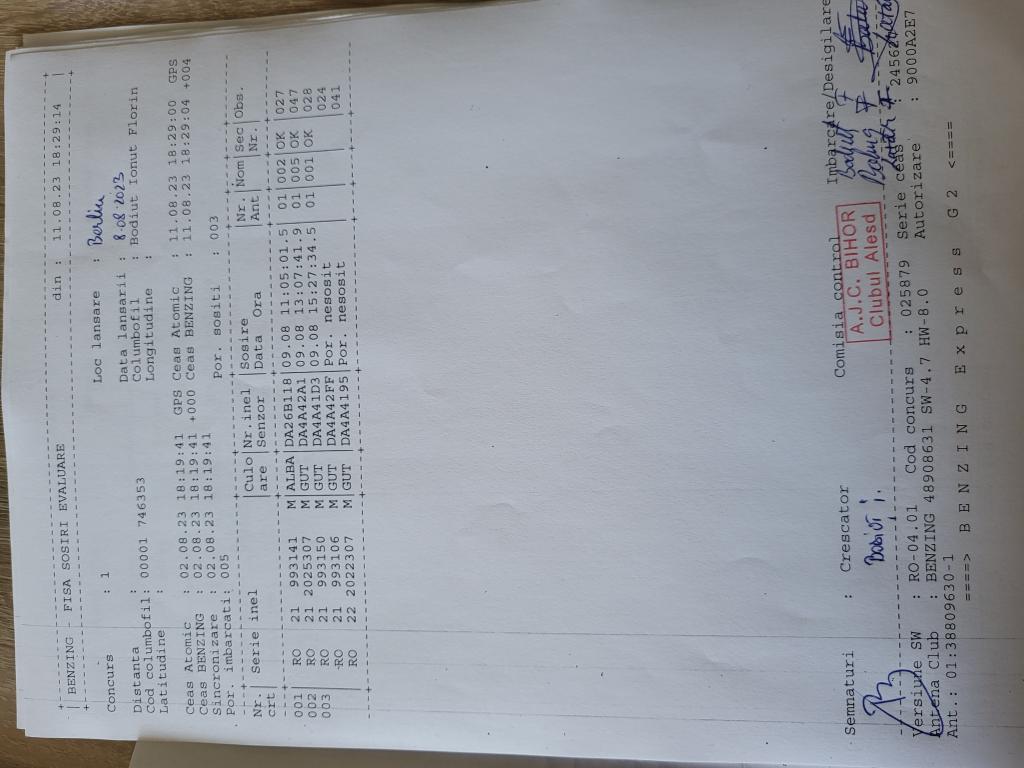 BENZING - FISA SOSIRI EVALUARE din : 11.08.23 18:29:14
Concurs : 1 Loc lansare : Berlin
Data lansarii : 8.08.2023
Distanta : Columbofil : Bodiut Ionut Florin
Cod columbofil: 00001 746353 Longitudine :
Latitudine :
Ceas Atomic : 02.08.23 18:19:41 GPS Ceas Atomic : 11.08.23 18:29:00 GPS
Ceas BENZING : 02.08.23 18:19:41 +000 Ceas BENZING : 11.08.23 18:29:04 +004
Sincronizare : 02.08.23 18:19:41
Por. imbarcati: 005 Por. sositi : 003
Nr. Serie inel |Culo|Nr.inel |Sosire |Nr.|Nom|Sec|Obs.
crt| |are |Senzor |Data Ora |Ant| |Nr.|
001 RO 21 993141 M|ALBA|DA26B118|09.08 11:05:01.5|01|002|OK|027
002 RO 21 2025307 M|GUT |DA4A42A1|09.08 13:07:41.9|01|005|OK|047
003 RO 21 993150 M|GUT |DA4A41D3|09.08 15:27:34.5|01|001|OK|028
RO 21 993106 M|GUT |DA4A42FF|Por. nesosit | | | |024
RO 22 2022307 M|GUT |DA4A4195|Por. nesosit | | | |041
Semnaturi : Crescator Comisia control Imbarcare/Desigilare
A.J.C. BIHOR
Clubul Alesd
Versiune SW : RO-04.01 Cod concurs : 025879 Serie ceas
Antena Club : BENZING 48908631 SW-4.7 HW-8.0 Autorizare : 9000A2E7
Ant.: 01:38809630-1
====> B E N Z I N G E x p r e s s G 2 <====